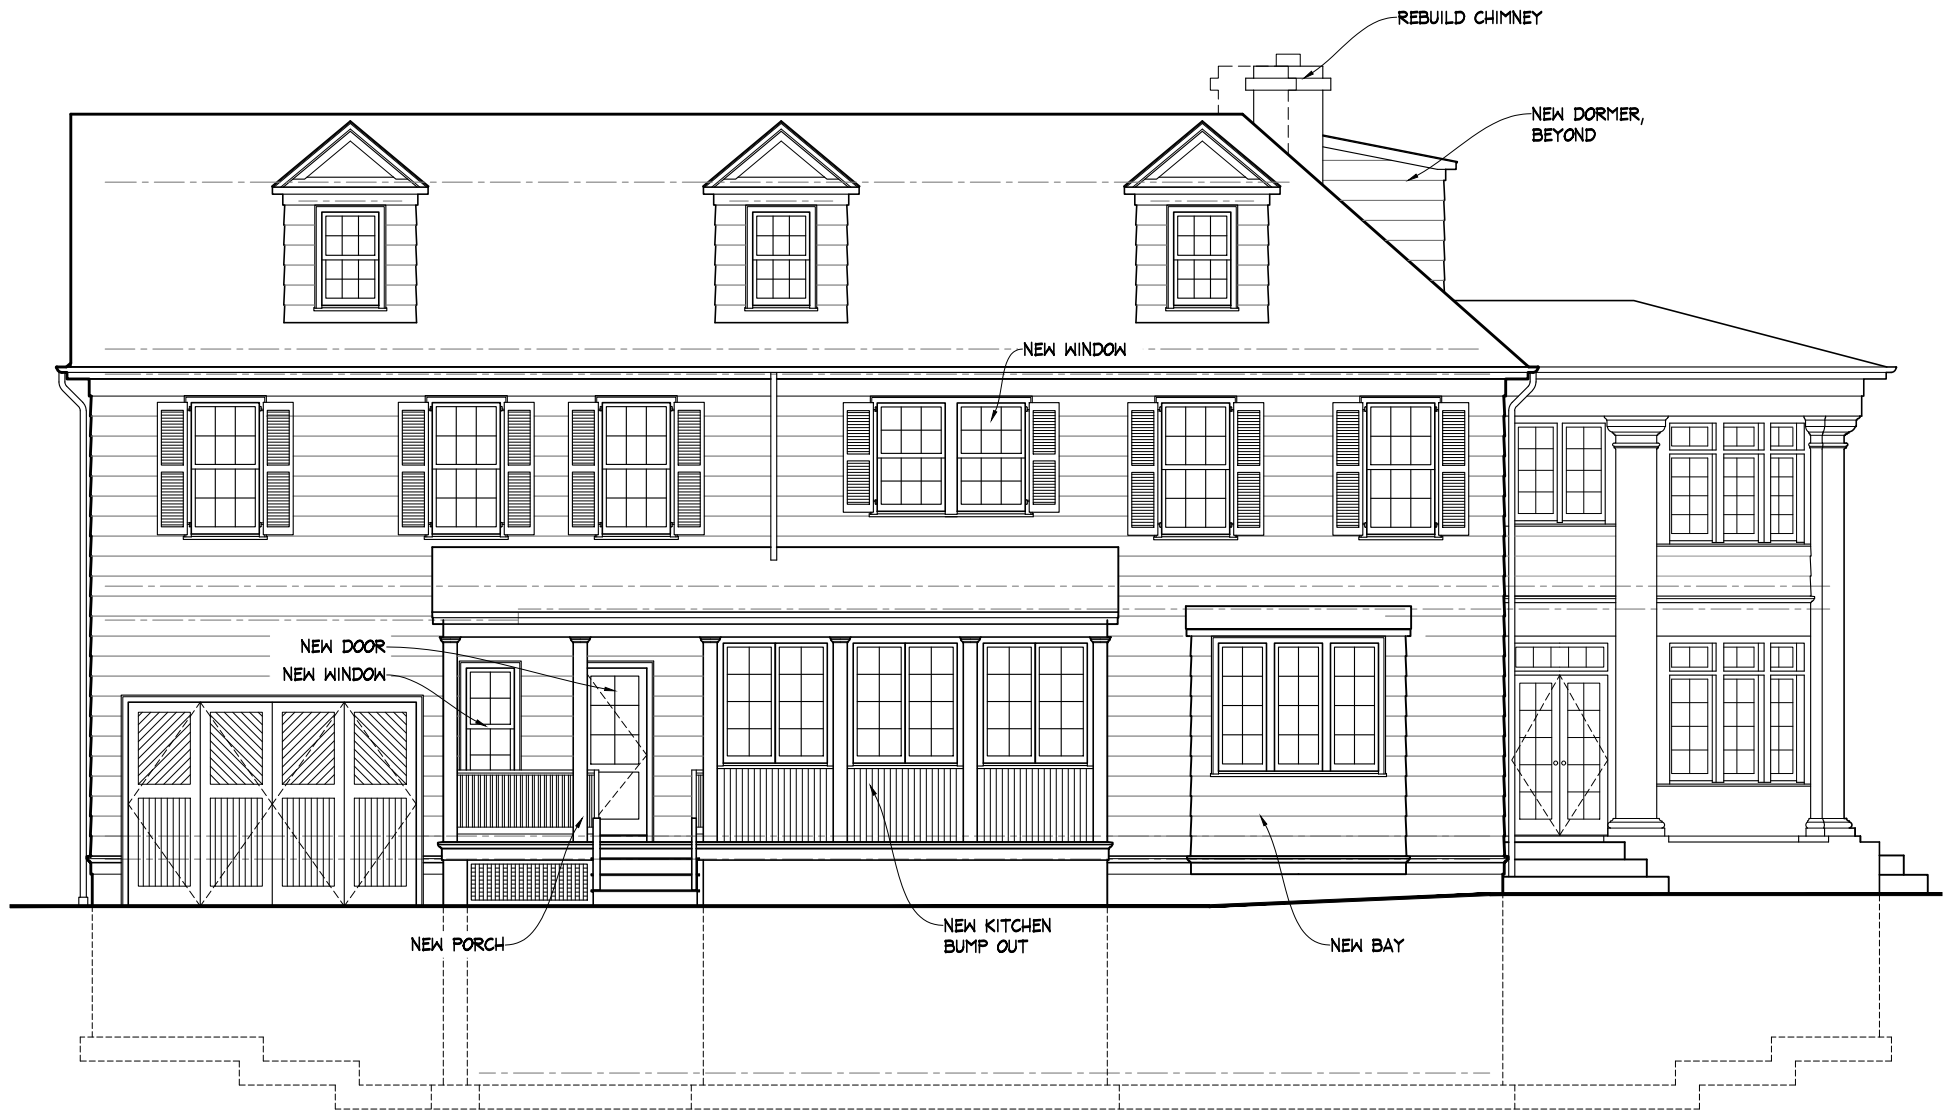 REBUILD CHIMNEY
NEW DORMER,
BEYOND
NEW WINDOW
NEW DOOR
NEW WINDOW
NEW PORCH
NEW KITCHEN
BUMP OUT
NEW BAY